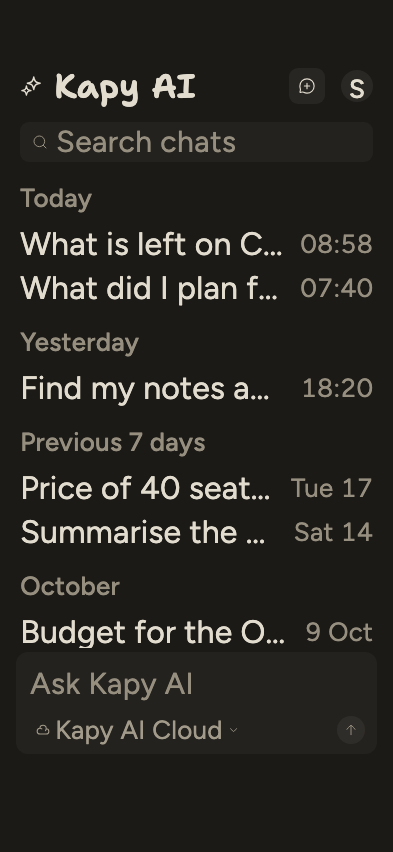 Kapy AI
S
Search chats
Today
What is left on C... 08:58
What did I plan f... 07:40
Yesterday
Find my notes a... 18:20
Previous 7 days
Price of 40 seat... Tue 17
Summarise the ... Sat 14
October
Budget for the O... 9 Oct
Ask Kapy AI
Kapy AI Cloud